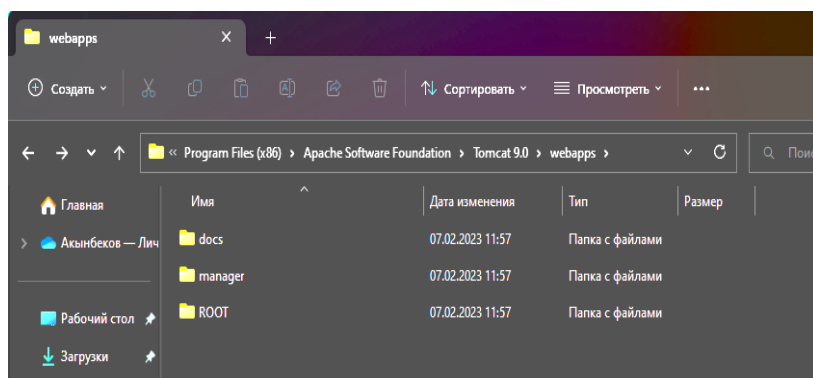 webapps
Создать
Сортировать
Просмотреть
« Program Files (x86) › Apache Software Foundation › Tomcat 9.0 › webapps ›
Главная
Имя
Дата изменения
Тип
Размер
Акынбеков — Лич
docs
07.02.2023 11:57
Папка с файлами
manager
07.02.2023 11:57
Папка с файлами
Рабочий стол
ROOT
07.02.2023 11:57
Папка с файлами
Загрузки